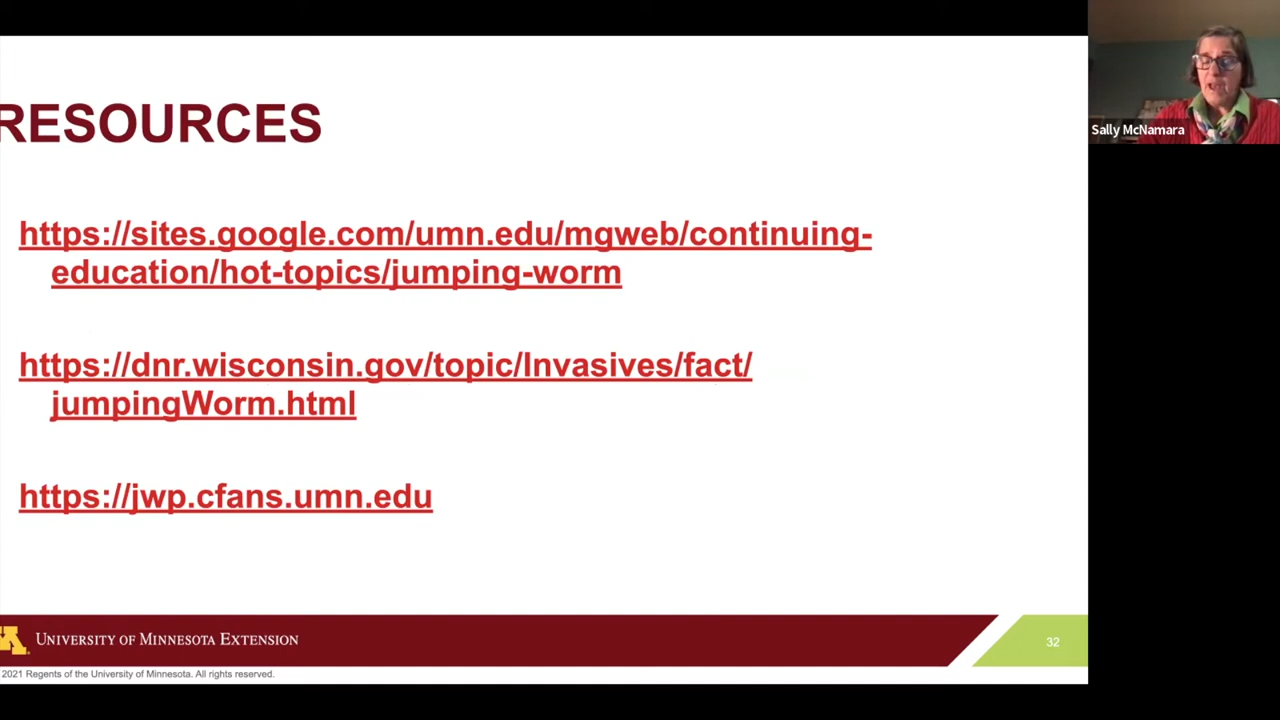 RESOURCES
https://sites.google.com/umn.edu/mgweb/continuing-
education/hot-topics/jumping-worm
https://dnr.wisconsin.gov/topic/Invasives/fact/
jumpingWorm.html
https://jwp.cfans.umn.edu
UNIVERSITY OF MINNESOTA EXTENSION
32
2021 Regents of the University of Minnesota. All rights reserved.
Sally McNamara